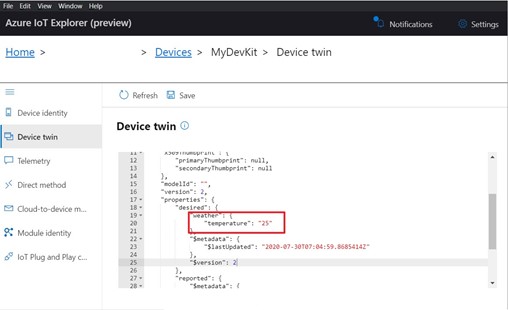 File Edit View Window Help
Azure IoT Explorer (preview)
Notifications
Settings
Home > > Devices > MyDevKit > Device twin
Refresh
Save
Device identity
Device twin
Telemetry
Direct method
Cloud-to-device m...
Module identity
IoT Plug and Play c...
Device twin
11 "x509Thumbprint": {
12 "primaryThumbprint": null,
13 "secondaryThumbprint": null
14 },
15 "modelId": "",
16 "version": 2,
17 "properties": {
18 "desired": {
19 "weather": {
20 "temperature": "25"
21 },
22 "$metadata": {
23 "$lastUpdated": "2020-07-30T07:04:59.8685414Z"
24 },
25 "$version": 2
26 },
27 "reported": {
28 "$metadata": {